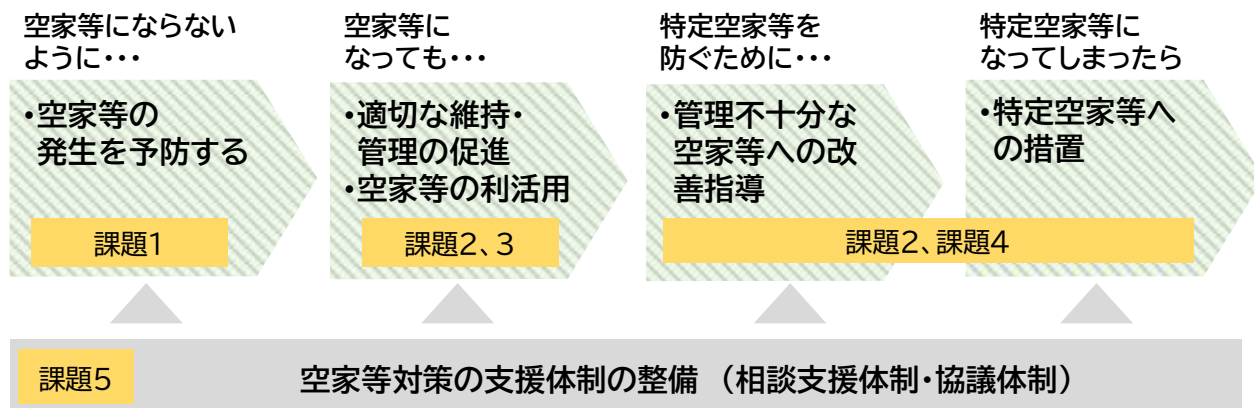 空家等にならない
ように・・・
・空家等の
発生を予防する
課題1
空家等に
なっても・・・
・適切な維持・
管理の促進
・空家等の利活用
課題2、3
特定空家等を
防ぐために・・・
・管理不十分な
空家等への改
善指導
特定空家等に
なってしまったら
・特定空家等へ
の措置
課題2、課題4
課題5
空家等対策の支援体制の整備 （相談支援体制・協議体制）